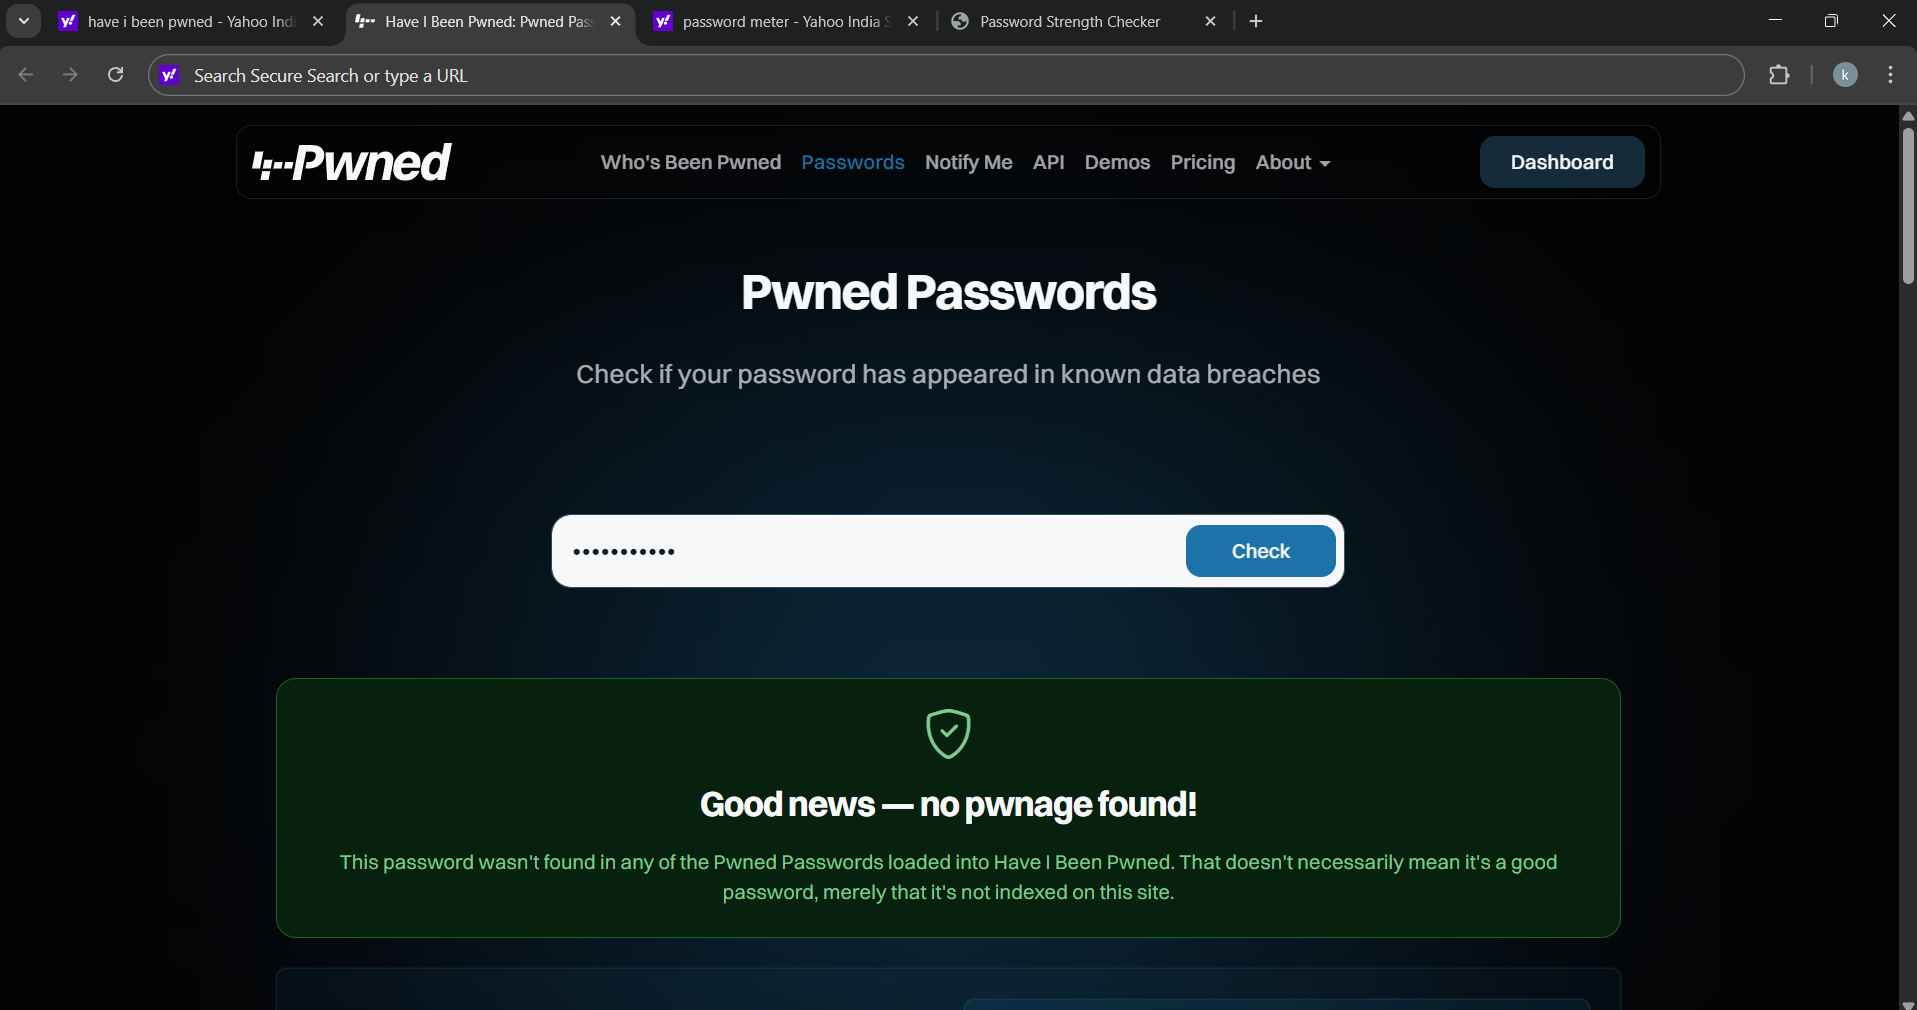 have i been pwned - Yahoo Indi
Have I Been Pwned: Pwned Pas
password meter - Yahoo India S
Password Strength Checker
Search Secure Search or type a URL
k
Pwned
Who's Been Pwned
Passwords
Notify Me
API
Demos
Pricing
About
Dashboard
Pwned Passwords
Check if your password has appeared in known data breaches
•••••••••••
Check
Good news — no pwnage found!
This password wasn't found in any of the Pwned Passwords loaded into Have I Been Pwned. That doesn't necessarily mean it's a good
password, merely that it's not indexed on this site.